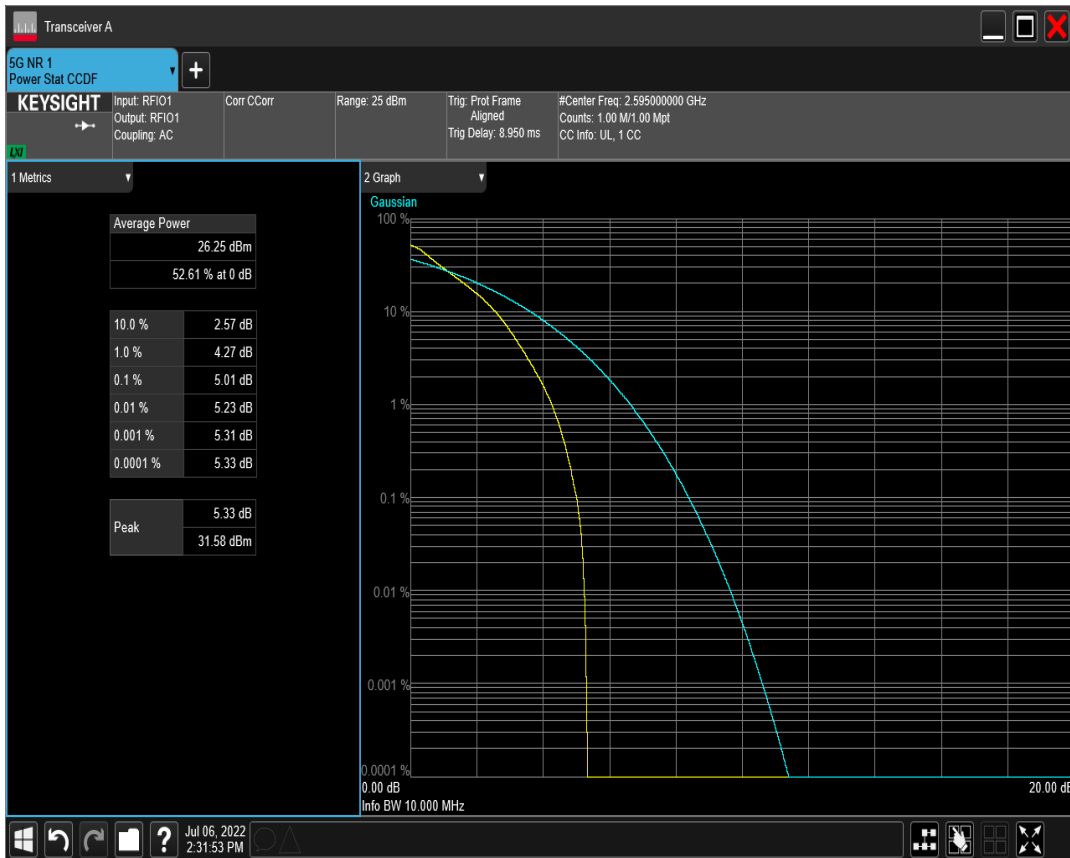 Transceiver A
5G NR 1
Power Stat CCDF
KEYSIGHT
LXI
Input: RFIO1
Output: RFIO1
Coupling: AC
Corr CCorr
Range: 25 dBm
Trig: Prot Frame
Aligned
Trig Delay: 8.950 ms
#Center Freq: 2.595000000 GHz
Counts: 1.00 M/1.00 Mpt
CC Info: UL, 1 CC
1 Metrics
Average Power
26.25 dBm
52.61 % at 0 dB
10.0 % 2.57 dB
1.0 % 4.27 dB
0.1 % 5.01 dB
0.01 % 5.23 dB
0.001 % 5.31 dB
0.0001 % 5.33 dB
Peak
5.33 dB
31.58 dBm
2 Graph
Gaussian
100 %
10 %
1 %
0.1 %
0.01 %
0.001 %
0.0001 %
0.00 dB 20.00 dB
Info BW 10.000 MHz
?
Jul 06, 2022
2:31:53 PM